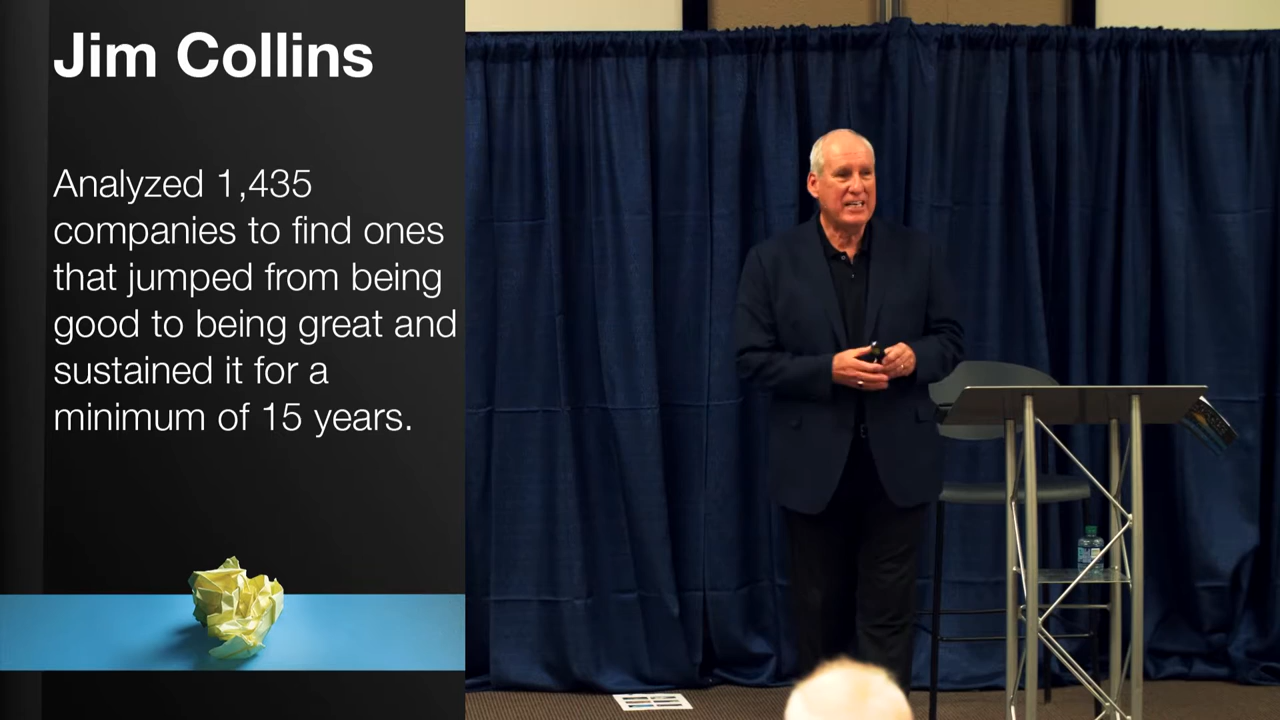 Jim Collins
Analyzed 1,435
companies to find ones
that jumped from being
good to being great and
sustained it for a
minimum of 15 years.